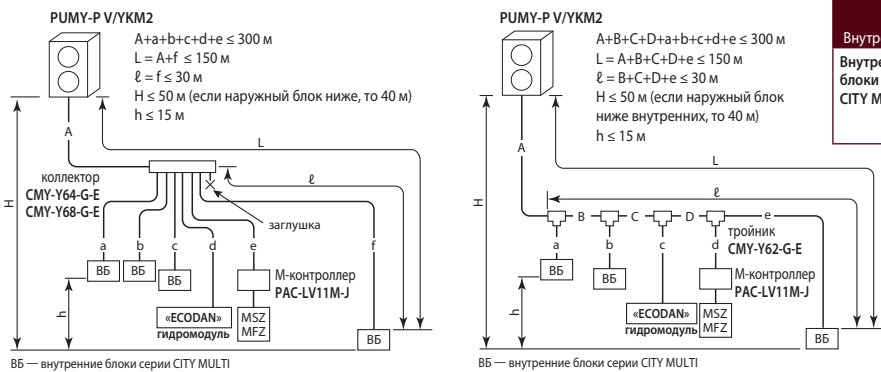 PUMY-P V/YKM2
A+a+b+c+d+e ≤ 300 м
L = A+f ≤ 150 м
ℓ = f ≤ 30 м
H ≤ 50 м (если наружный блок ниже, то 40 м)
h ≤ 15 м
A
L
H
коллектор
CMY-Y64-G-E
CMY-Y68-G-E
ℓ
заглушка
a b c d e f
ВБ ВБ ВБ
М-контроллер
PAC-LV11M-J
h
«ECODAN»
гидромодуль
MSZ
MFZ
ВБ
ВБ — внутренние блоки серии CITY MULTI
PUMY-P V/YKM2
A+B+C+D+a+b+c+d+e ≤ 300 м
L = A+B+C+D+e ≤ 150 м
ℓ = B+C+D+e ≤ 30 м
H ≤ 50 м (если наружный блок
ниже внутренних, то 40 м)
h ≤ 15 м
A
L
H
ℓ
B C D e
тройник
CMY-Y62-G-E
a b c d
ВБ ВБ
М-контроллер
PAC-LV11M-J
h
«ECODAN»
гидромодуль
MSZ
MFZ
ВБ
ВБ — внутренние блоки серии CITY MULTI
Внутр
Внутре
блоки
CITY M